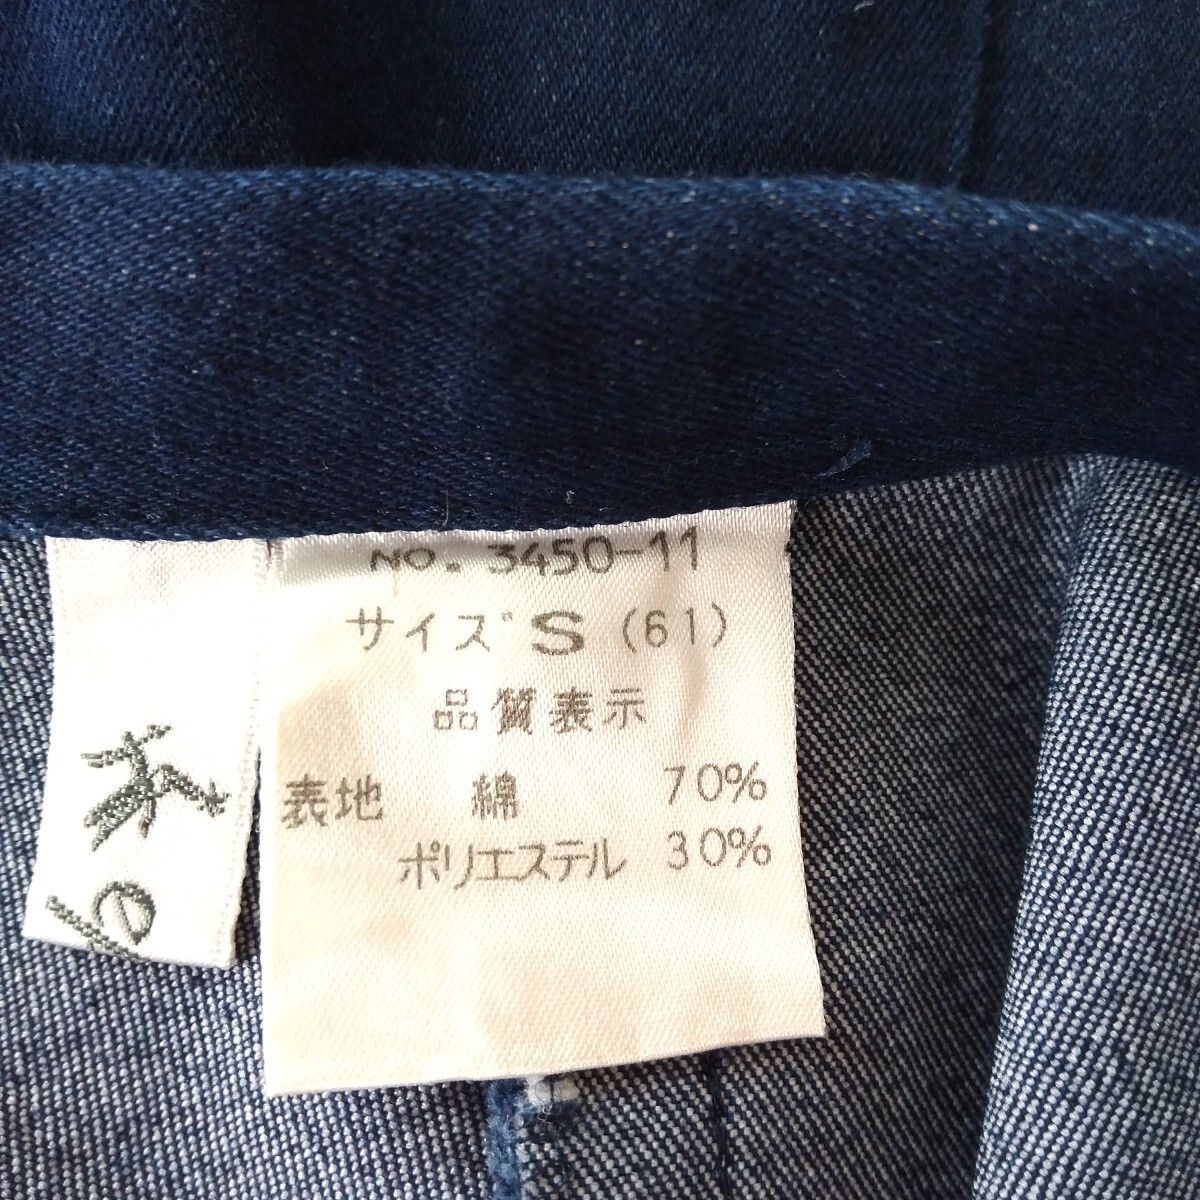 NO. 3450-11
サイズ S (61)
品質表示
表地 綿 70%
ポリエステル 30%